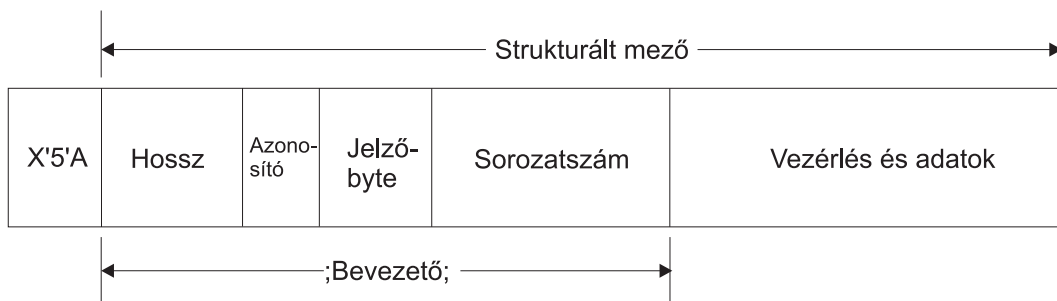 Strukturált mező
X'5'A
Hossz
Azono-
sító
Jelző-
byte
Sorozatszám
Vezérlés és adatok
;Bevezető;